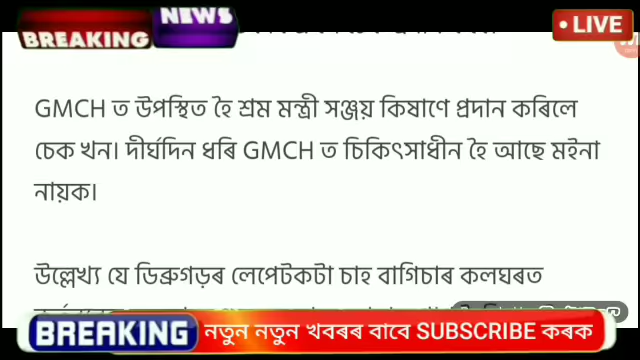 BREAKING NEWS
LIVE
GMCH ত উপস্থিত হৈ শ্ৰম মন্ত্ৰী সঞ্জয় কিষাণে প্ৰদান কৰিলে
চেক খন। দীৰ্ঘদিন ধৰি GMCH ত চিকিৎসাধীন হৈ আছে মইনা
নায়ক।
উল্লেখ্য যে ডিব্ৰুগড়ৰ লেপেটকটা চাহ বাগিচাৰ কলঘৰত
BREAKING নতুন নতুন খবৰৰ বাবে SUBSCRIBE কৰক